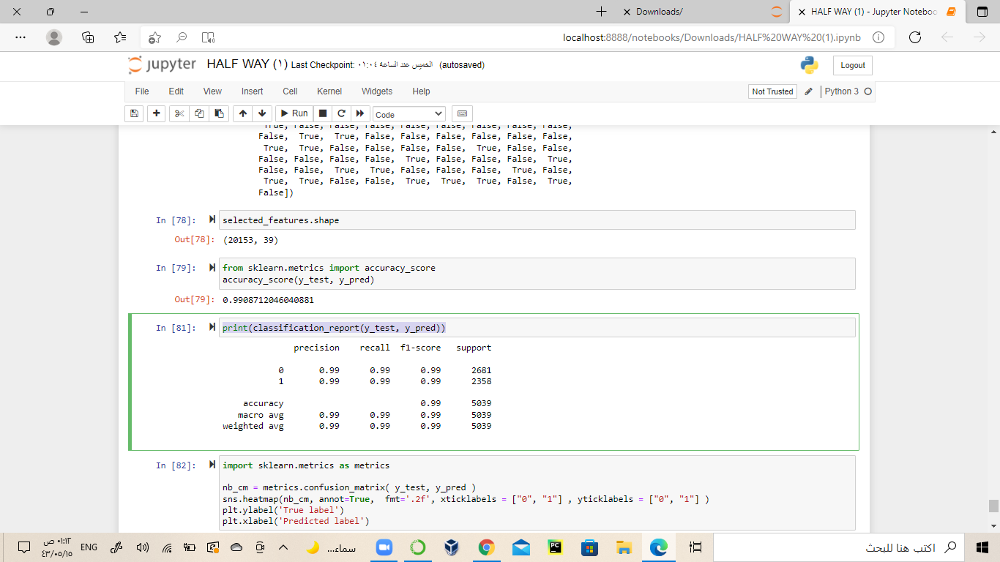 Downloads/
HALF WAY (1) - Jupyter Noteboo
localhost:8888/notebooks/Downloads/HALF%20WAY%20(1).ipynb
jupyter HALF WAY (١) Last Checkpoint: الخميس عند الساعة ٠١:٠٤ (autosaved)
Logout
File Edit View Insert Cell Kernel Widgets Help
Not Trusted
Python 3
Run
Code
True, False, False, False, False, False, False, False, False,
False, True, True, False, False, False, False, False, False,
True, True, False, False, False, False, True, False, False,
False, False, False, False, True, False, False, False, True,
False, False, True, True, False, False, False, True, False,
True, True, False, False, True, True, True, False, True,
False])
In [78]: selected_features.shape
Out[78]: (20153, 39)
In [79]: from sklearn.metrics import accuracy_score
accuracy_score(y_test, y_pred)
Out[79]: 0.9908712046040881
In [81]: print(classification_report(y_test, y_pred))
precision recall f1-score support
0 0.99 0.99 0.99 2681
1 0.99 0.99 0.99 2358
accuracy 0.99 5039
macro avg 0.99 0.99 0.99 5039
weighted avg 0.99 0.99 0.99 5039
In [82]: import sklearn.metrics as metrics
nb_cm = metrics.confusion_matrix( y_test, y_pred )
sns.heatmap(nb_cm, annot=True, fmt='.2f', xticklabels = ["0", "1"] , yticklabels = ["0", "1"] )
plt.ylabel('True label')
plt.xlabel('Predicted label')
٠١:١٢ ص
٤٣/٠٥/١٥
ENG
سماء...
PC
اكتب هنا للبحث